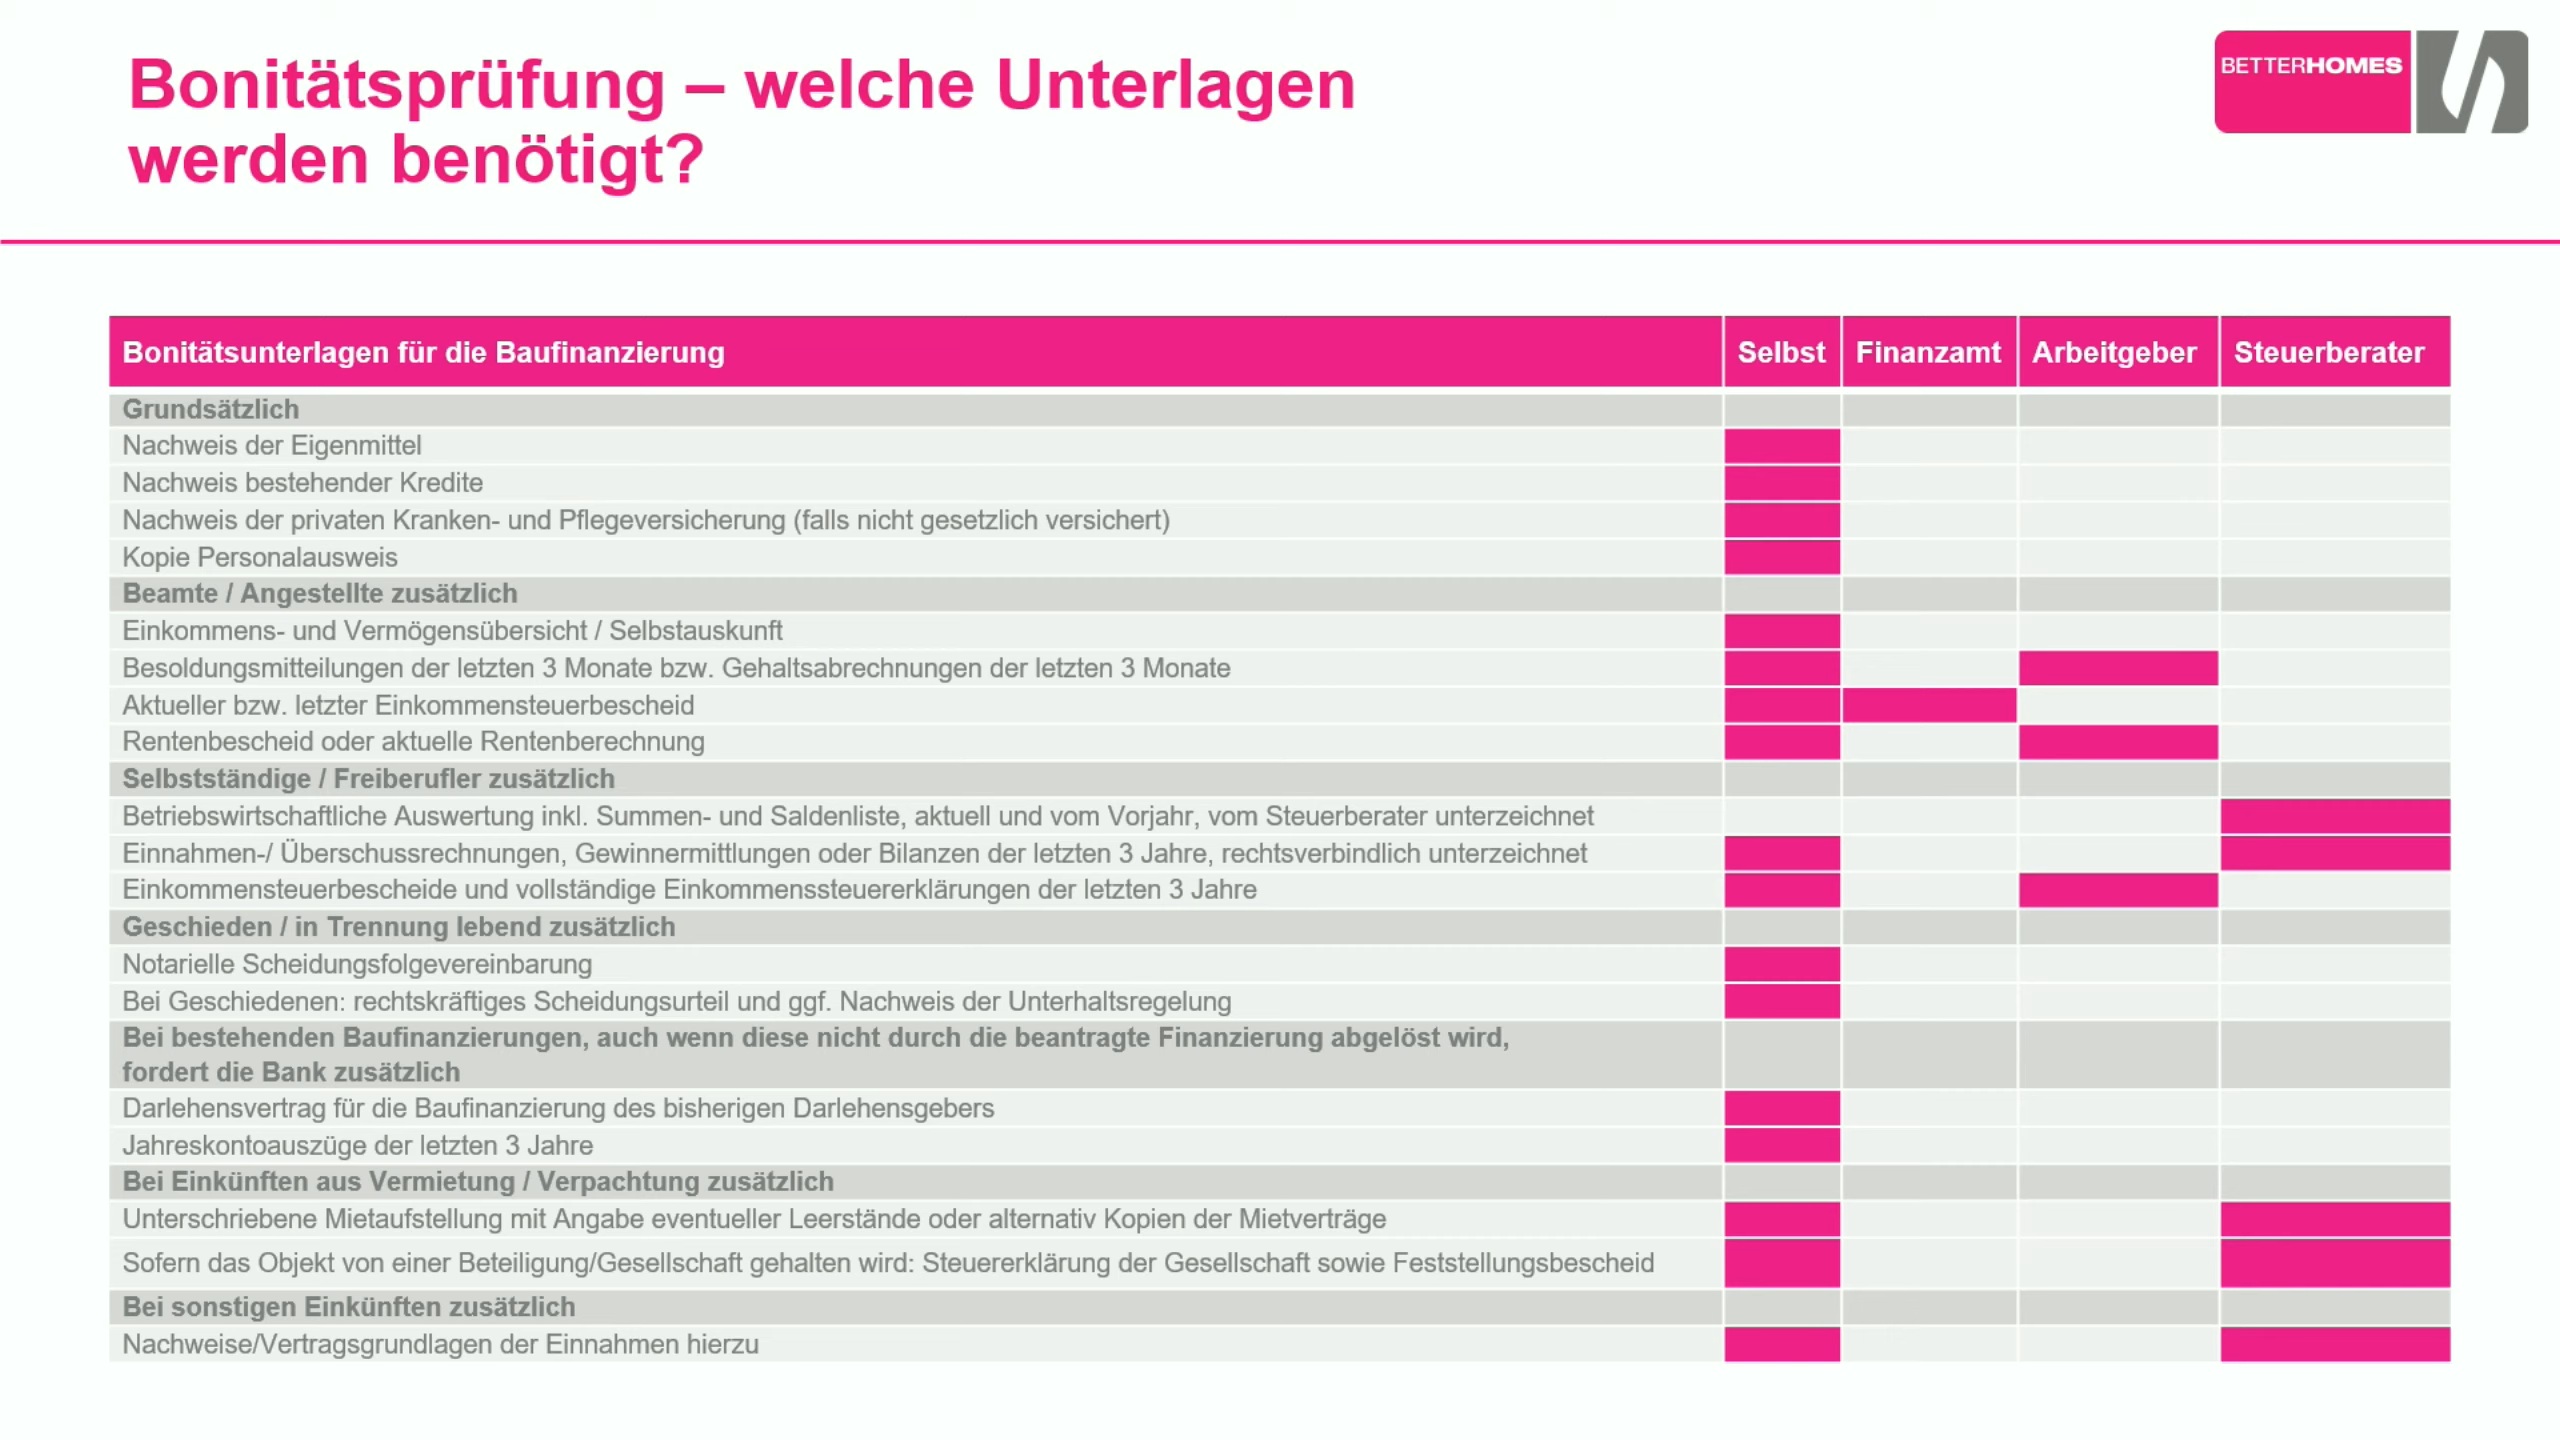 Bonitätsprüfung – welche Unterlagen
werden benötigt?
BETTERHOMES
Bonitätsunterlagen für die Baufinanzierung Selbst Finanzamt Arbeitgeber Steuerberater
Grundsätzlich
Nachweis der Eigenmittel
Nachweis bestehender Kredite
Nachweis der privaten Kranken- und Pflegeversicherung (falls nicht gesetzlich versichert)
Kopie Personalausweis
Beamte / Angestellte zusätzlich
Einkommens- und Vermögensübersicht / Selbstauskunft
Besoldungsmitteilungen der letzten 3 Monate bzw. Gehaltsabrechnungen der letzten 3 Monate
Aktueller bzw. letzter Einkommensteuerbescheid
Rentenbescheid oder aktuelle Rentenberechnung
Selbstständige / Freiberufler zusätzlich
Betriebswirtschaftliche Auswertung inkl. Summen- und Saldenliste, aktuell und vom Vorjahr, vom Steuerberater unterzeichnet
Einnahmen-/ Überschussrechnungen, Gewinnermittlungen oder Bilanzen der letzten 3 Jahre, rechtsverbindlich unterzeichnet
Einkommensteuerbescheide und vollständige Einkommenssteuererklärungen der letzten 3 Jahre
Geschieden / in Trennung lebend zusätzlich
Notarielle Scheidungsfolgevereinbarung
Bei Geschiedenen: rechtskräftiges Scheidungsurteil und ggf. Nachweis der Unterhaltsregelung
Bei bestehenden Baufinanzierungen, auch wenn diese nicht durch die beantragte Finanzierung abgelöst wird,
fordert die Bank zusätzlich
Darlehensvertrag für die Baufinanzierung des bisherigen Darlehensgebers
Jahreskontoauszüge der letzten 3 Jahre
Bei Einkünften aus Vermietung / Verpachtung zusätzlich
Unterschriebene Mietaufstellung mit Angabe eventueller Leerstände oder alternativ Kopien der Mietverträge
Sofern das Objekt von einer Beteiligung/Gesellschaft gehalten wird: Steuererklärung der Gesellschaft sowie Feststellungsbescheid
Bei sonstigen Einkünften zusätzlich
Nachweise/Vertragsgrundlagen der Einnahmen hierzu